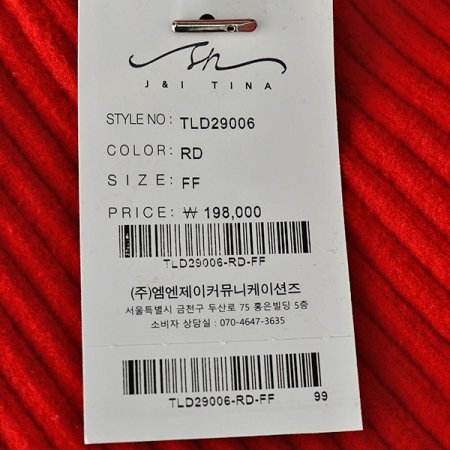 J & I TINA
STYLE NO : TLD29006
COLOR: RD
SIZE: FF
PRICE: ₩ 198,000
TLD29006-RD-FF
(주)엠엔제이커뮤니케이션즈
서울특별시 금천구 두산로 75 홍은빌딩 5층
소비자 상담실 : 070-4647-3635
TLD29006-RD-FF 99